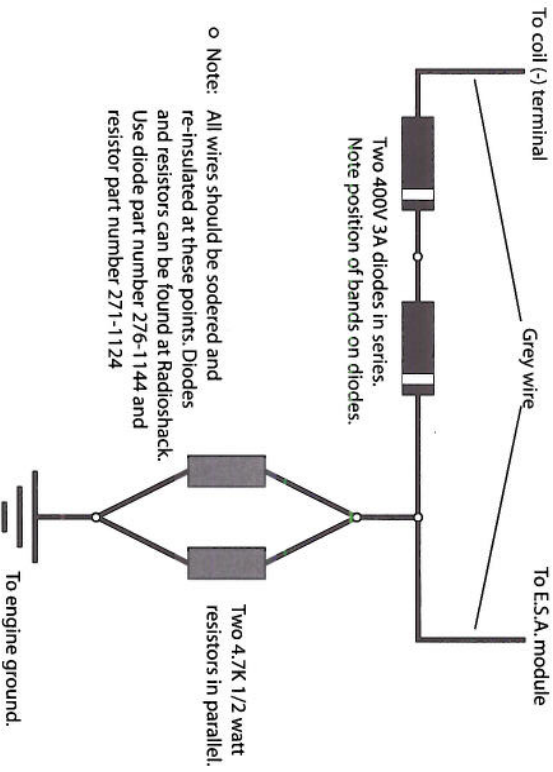 To coil (-) terminal
Grey wire
To E.S.A. module
Two 400V 3A diodes in series.
Note position of bands on diodes.
Note: All wires should be sodered and
re-insulated at these points. Diodes
and resistors can be found at Radioshack.
Use diode part number 276-1144 and
resistor part number 271-1124
Two 4.7K 1/2 watt
resistors in parallel.
To engine ground.